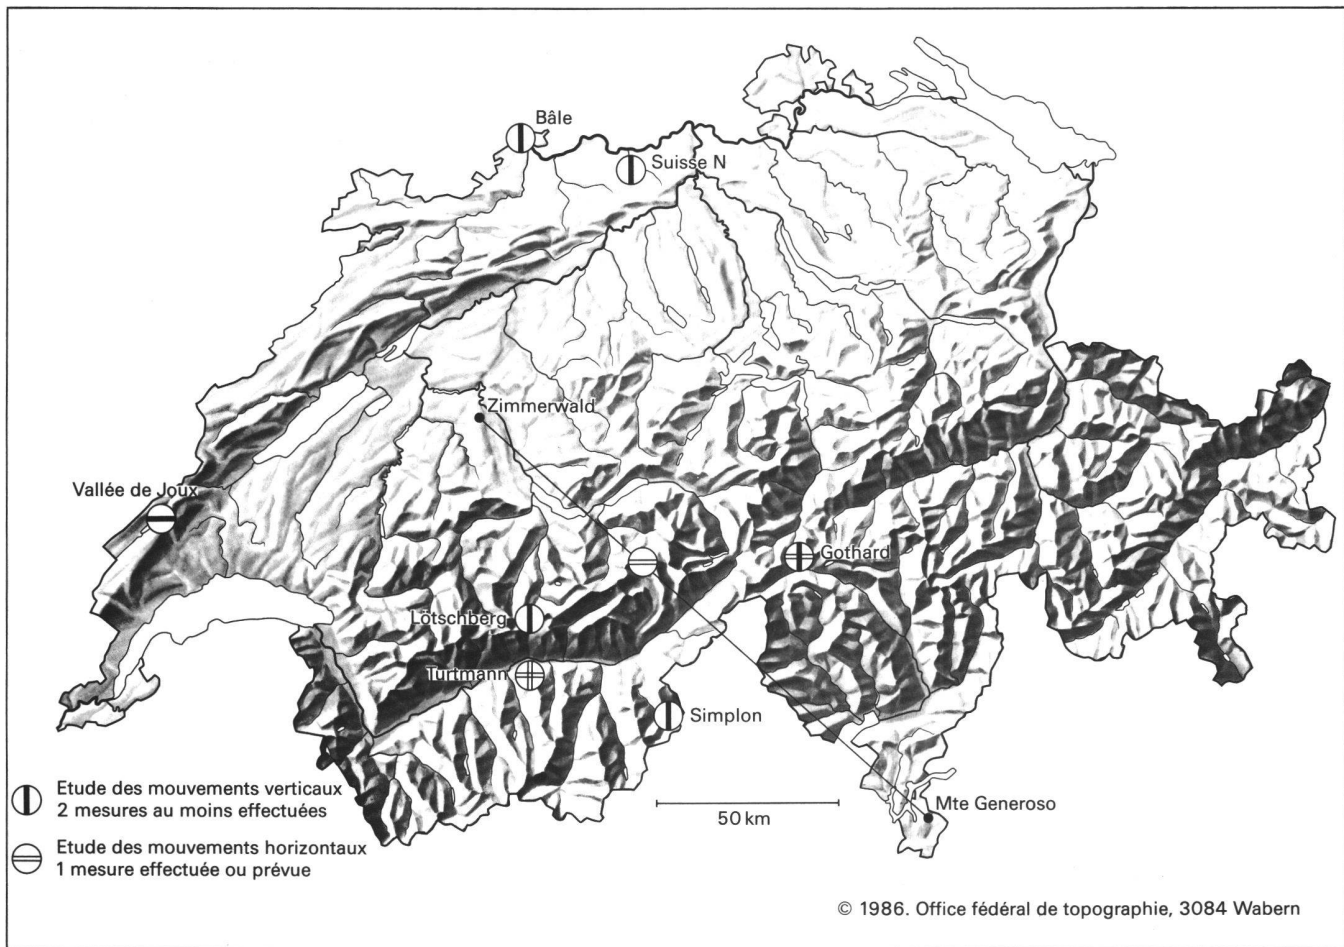 Bâle
Suisse N
Zimmerwald
Vallée de Joux
Gothard
Lötschberg
Turtmann
Simplon
Etude des mouvements verticaux
2 mesures au moins effectuées
50 km
Mte Generoso
Etude des mouvements horizontaux
1 mesure effectuée ou prévue
© 1986. Office fédéral de topographie, 3084 Wabern